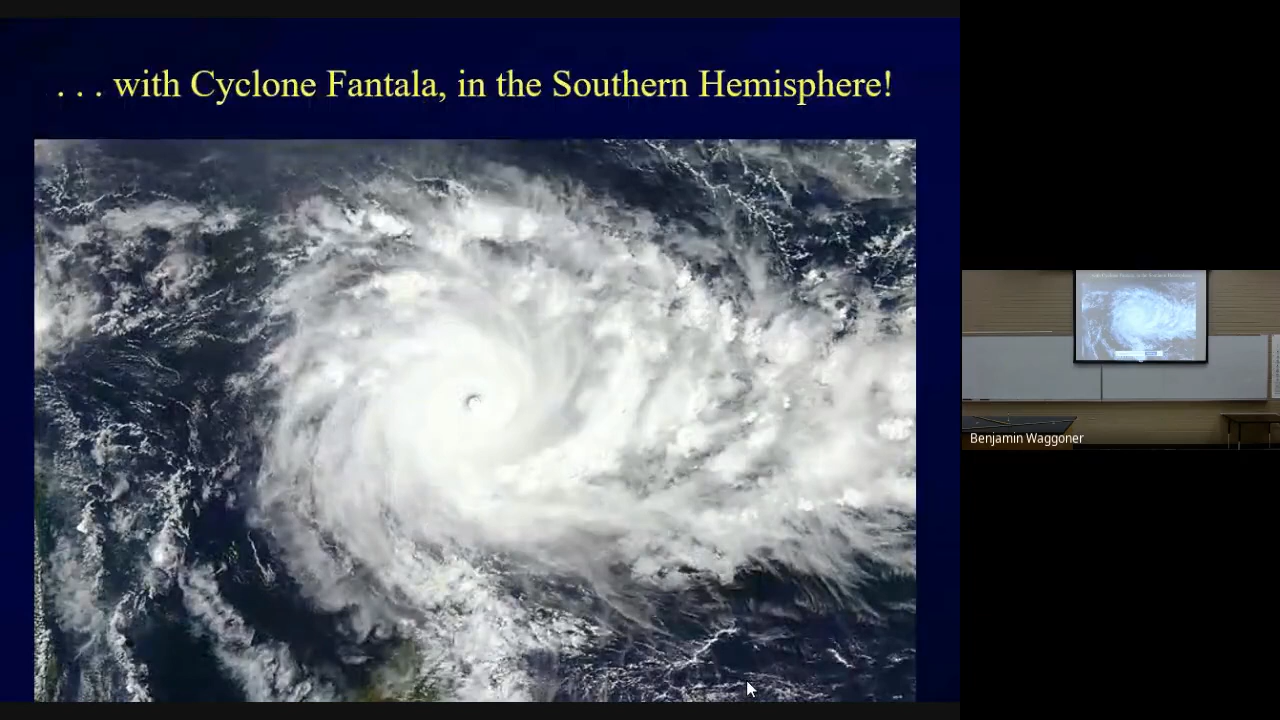 . . . with Cyclone Fantala, in the Southern Hemisphere!
Benjamin Waggoner